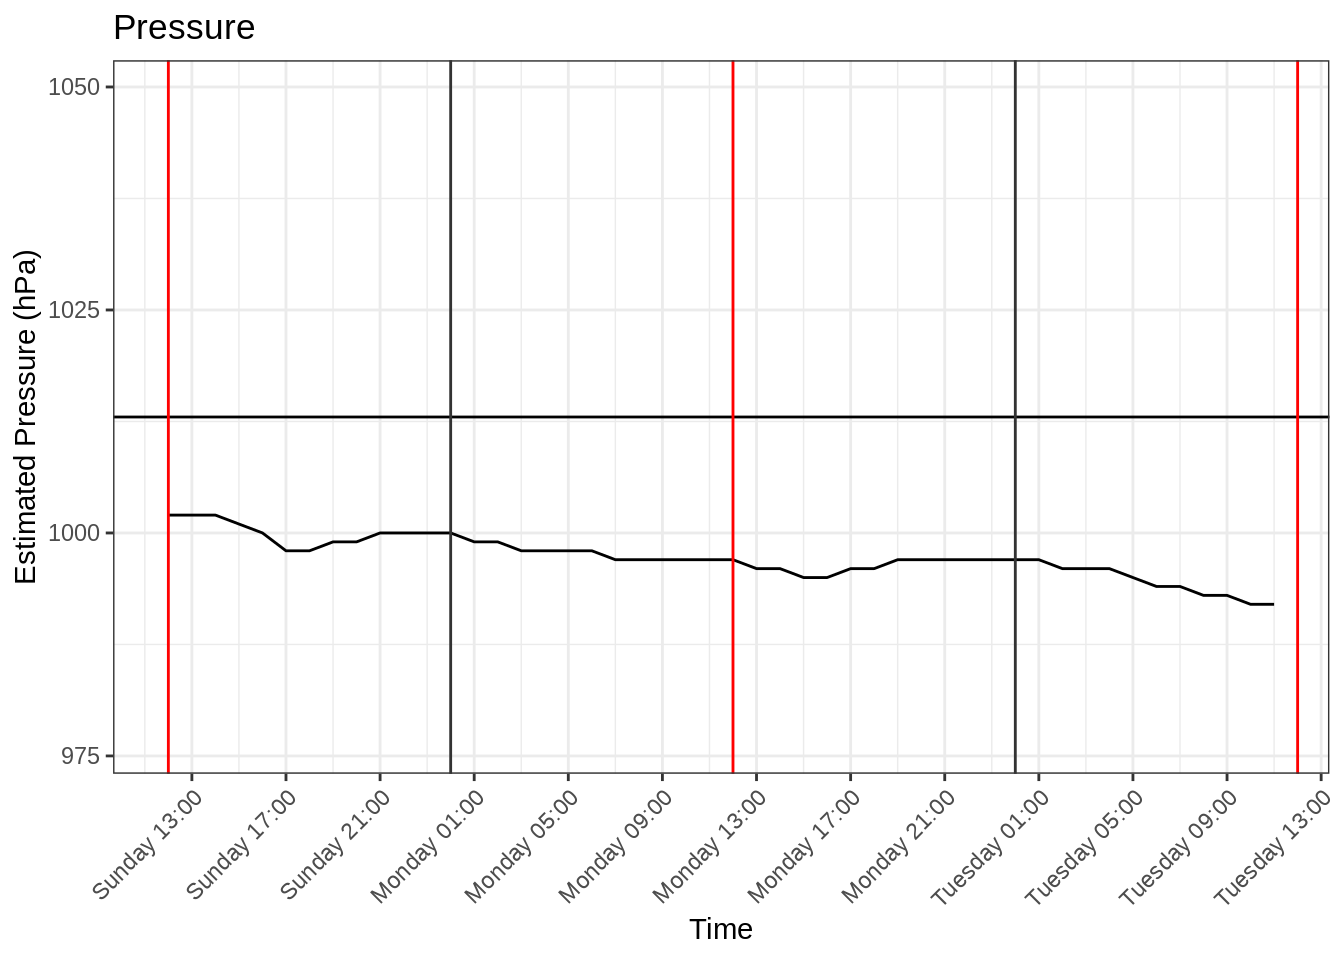 Pressure
Estimated Pressure (hPa)
1050
1025
1000
975
Sunday 13:00
Sunday 17:00
Sunday 21:00
Monday 01:00
Monday 05:00
Monday 09:00
Monday 13:00
Monday 17:00
Monday 21:00
Tuesday 01:00
Tuesday 05:00
Tuesday 09:00
Tuesday 13:00
Time